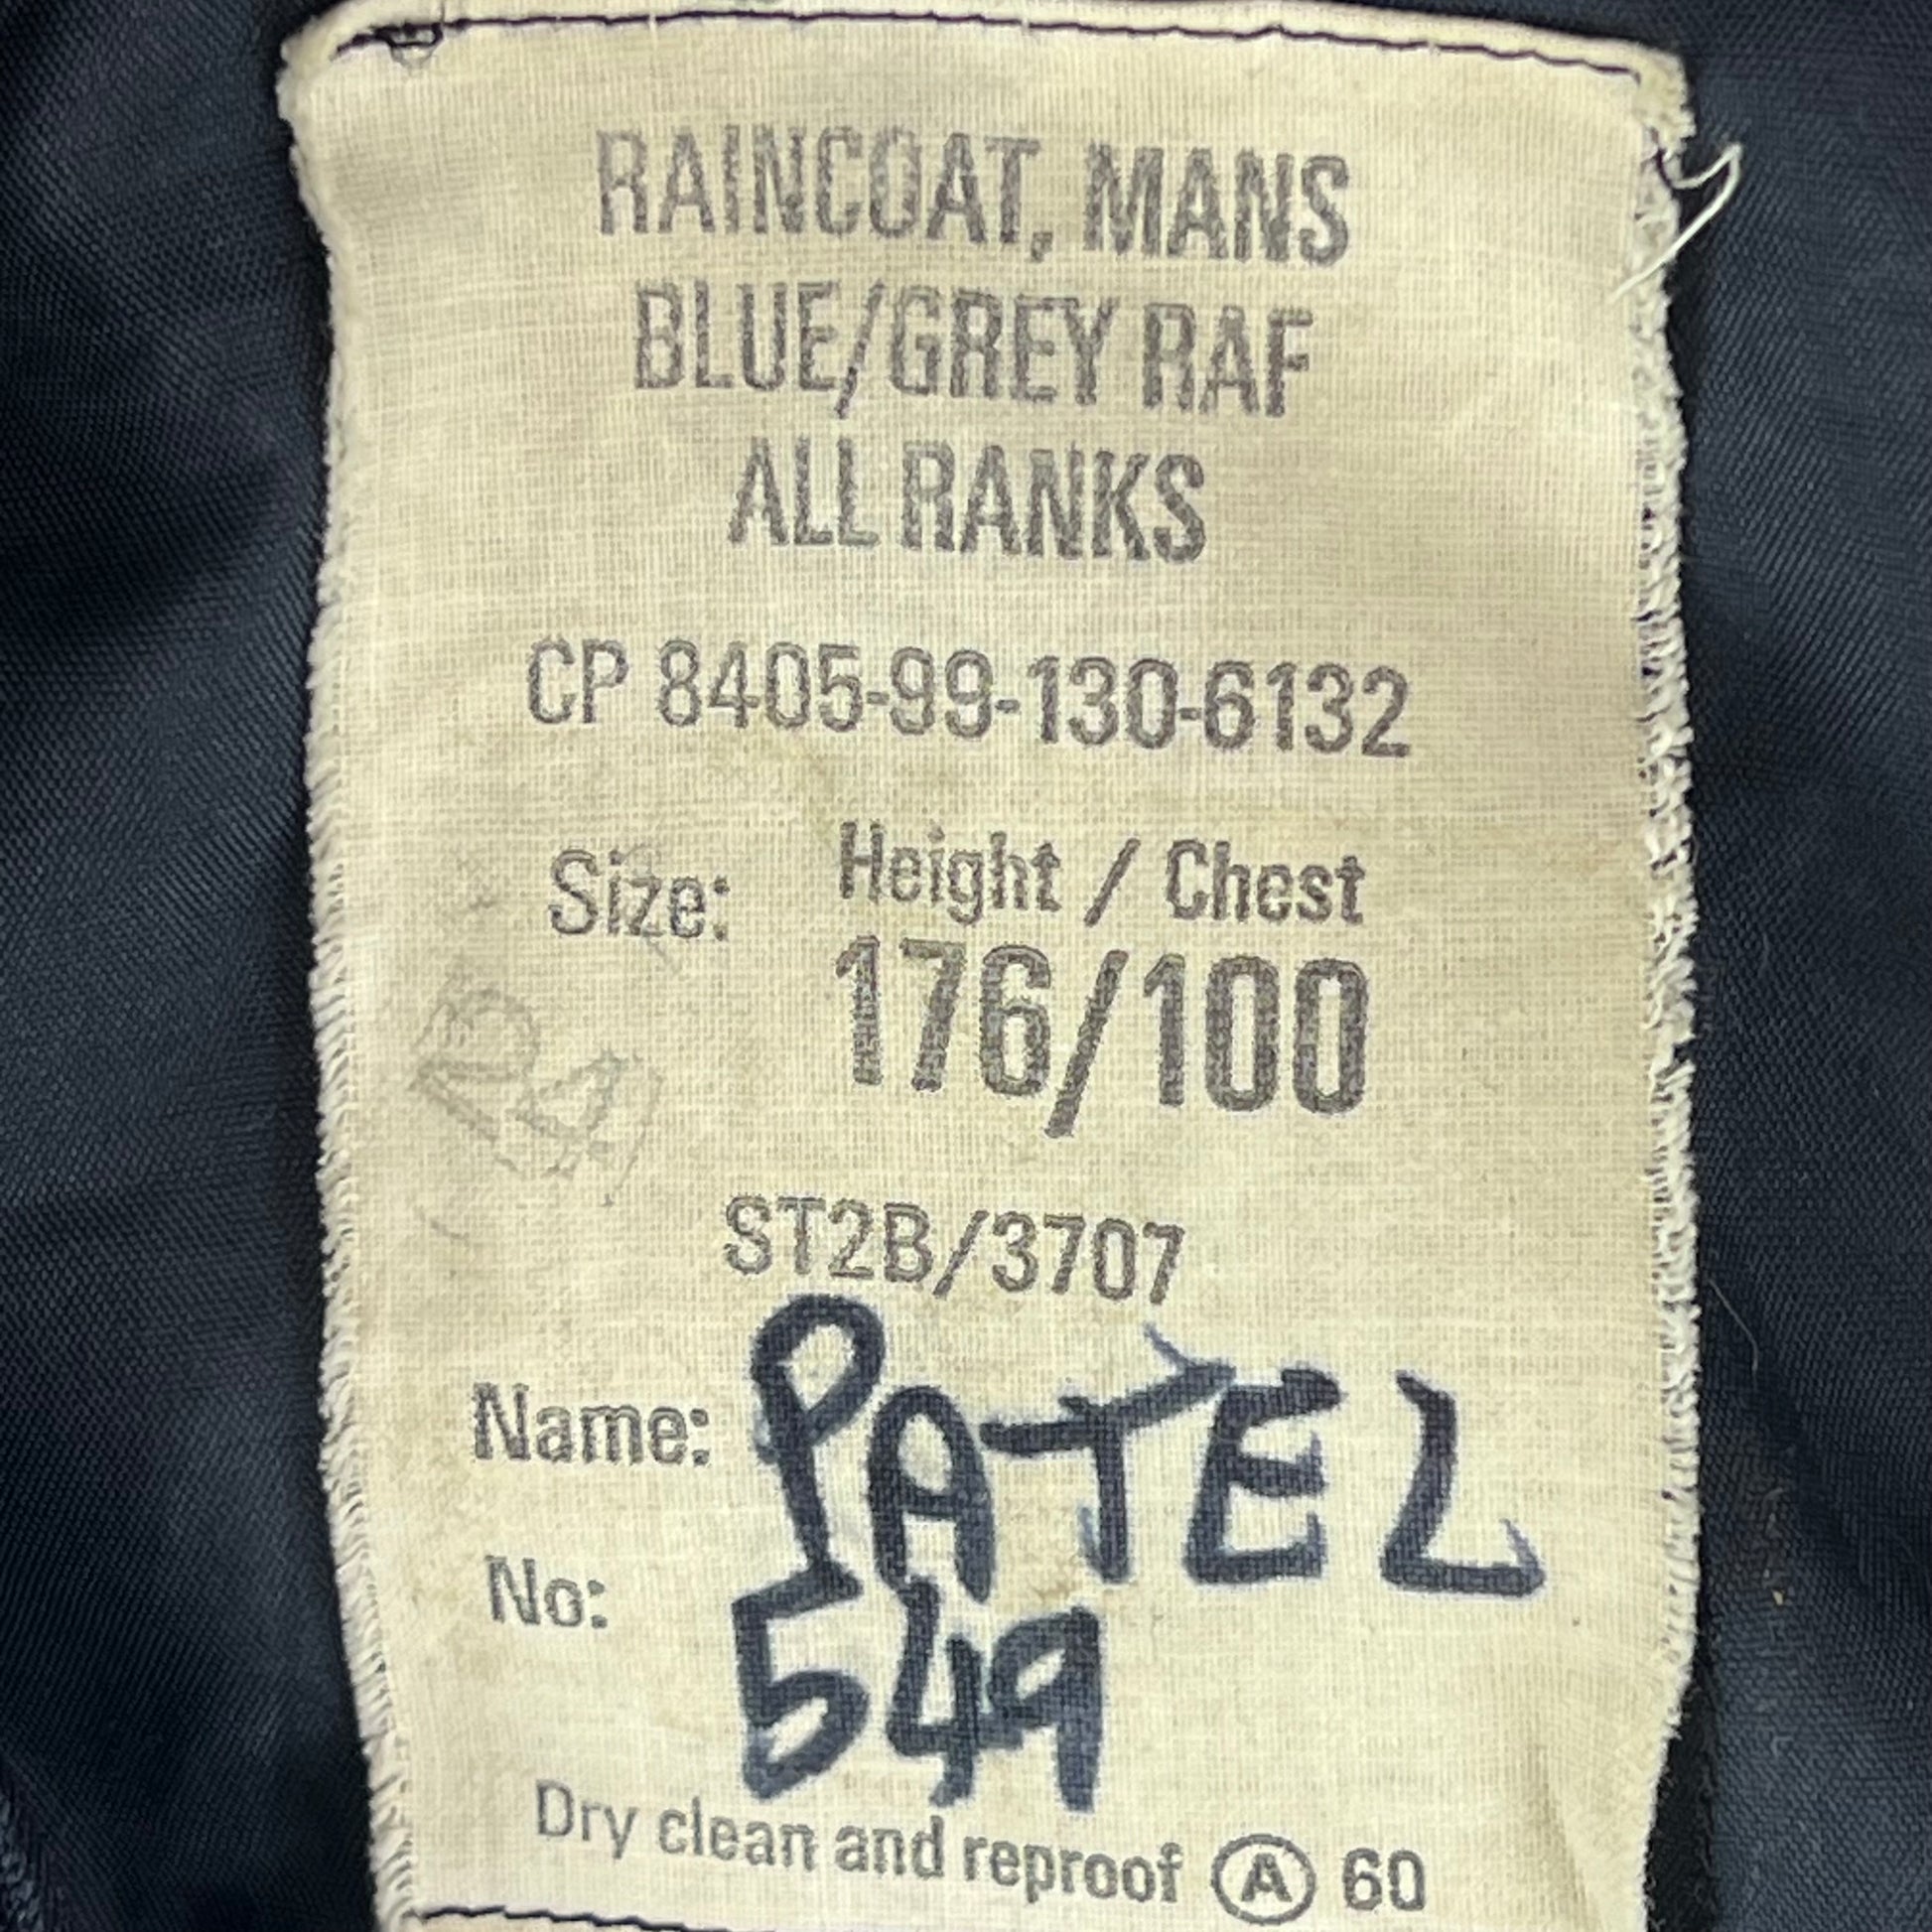 RAINCOAT, MANS
BLUE/GREY RAF
ALL RANKS
CP 8405-99-130-6132
Size: Height / Chest
176/100
ST2B/3707
Name: PATEL
No: 549
Dry clean and reproof Ⓐ 60